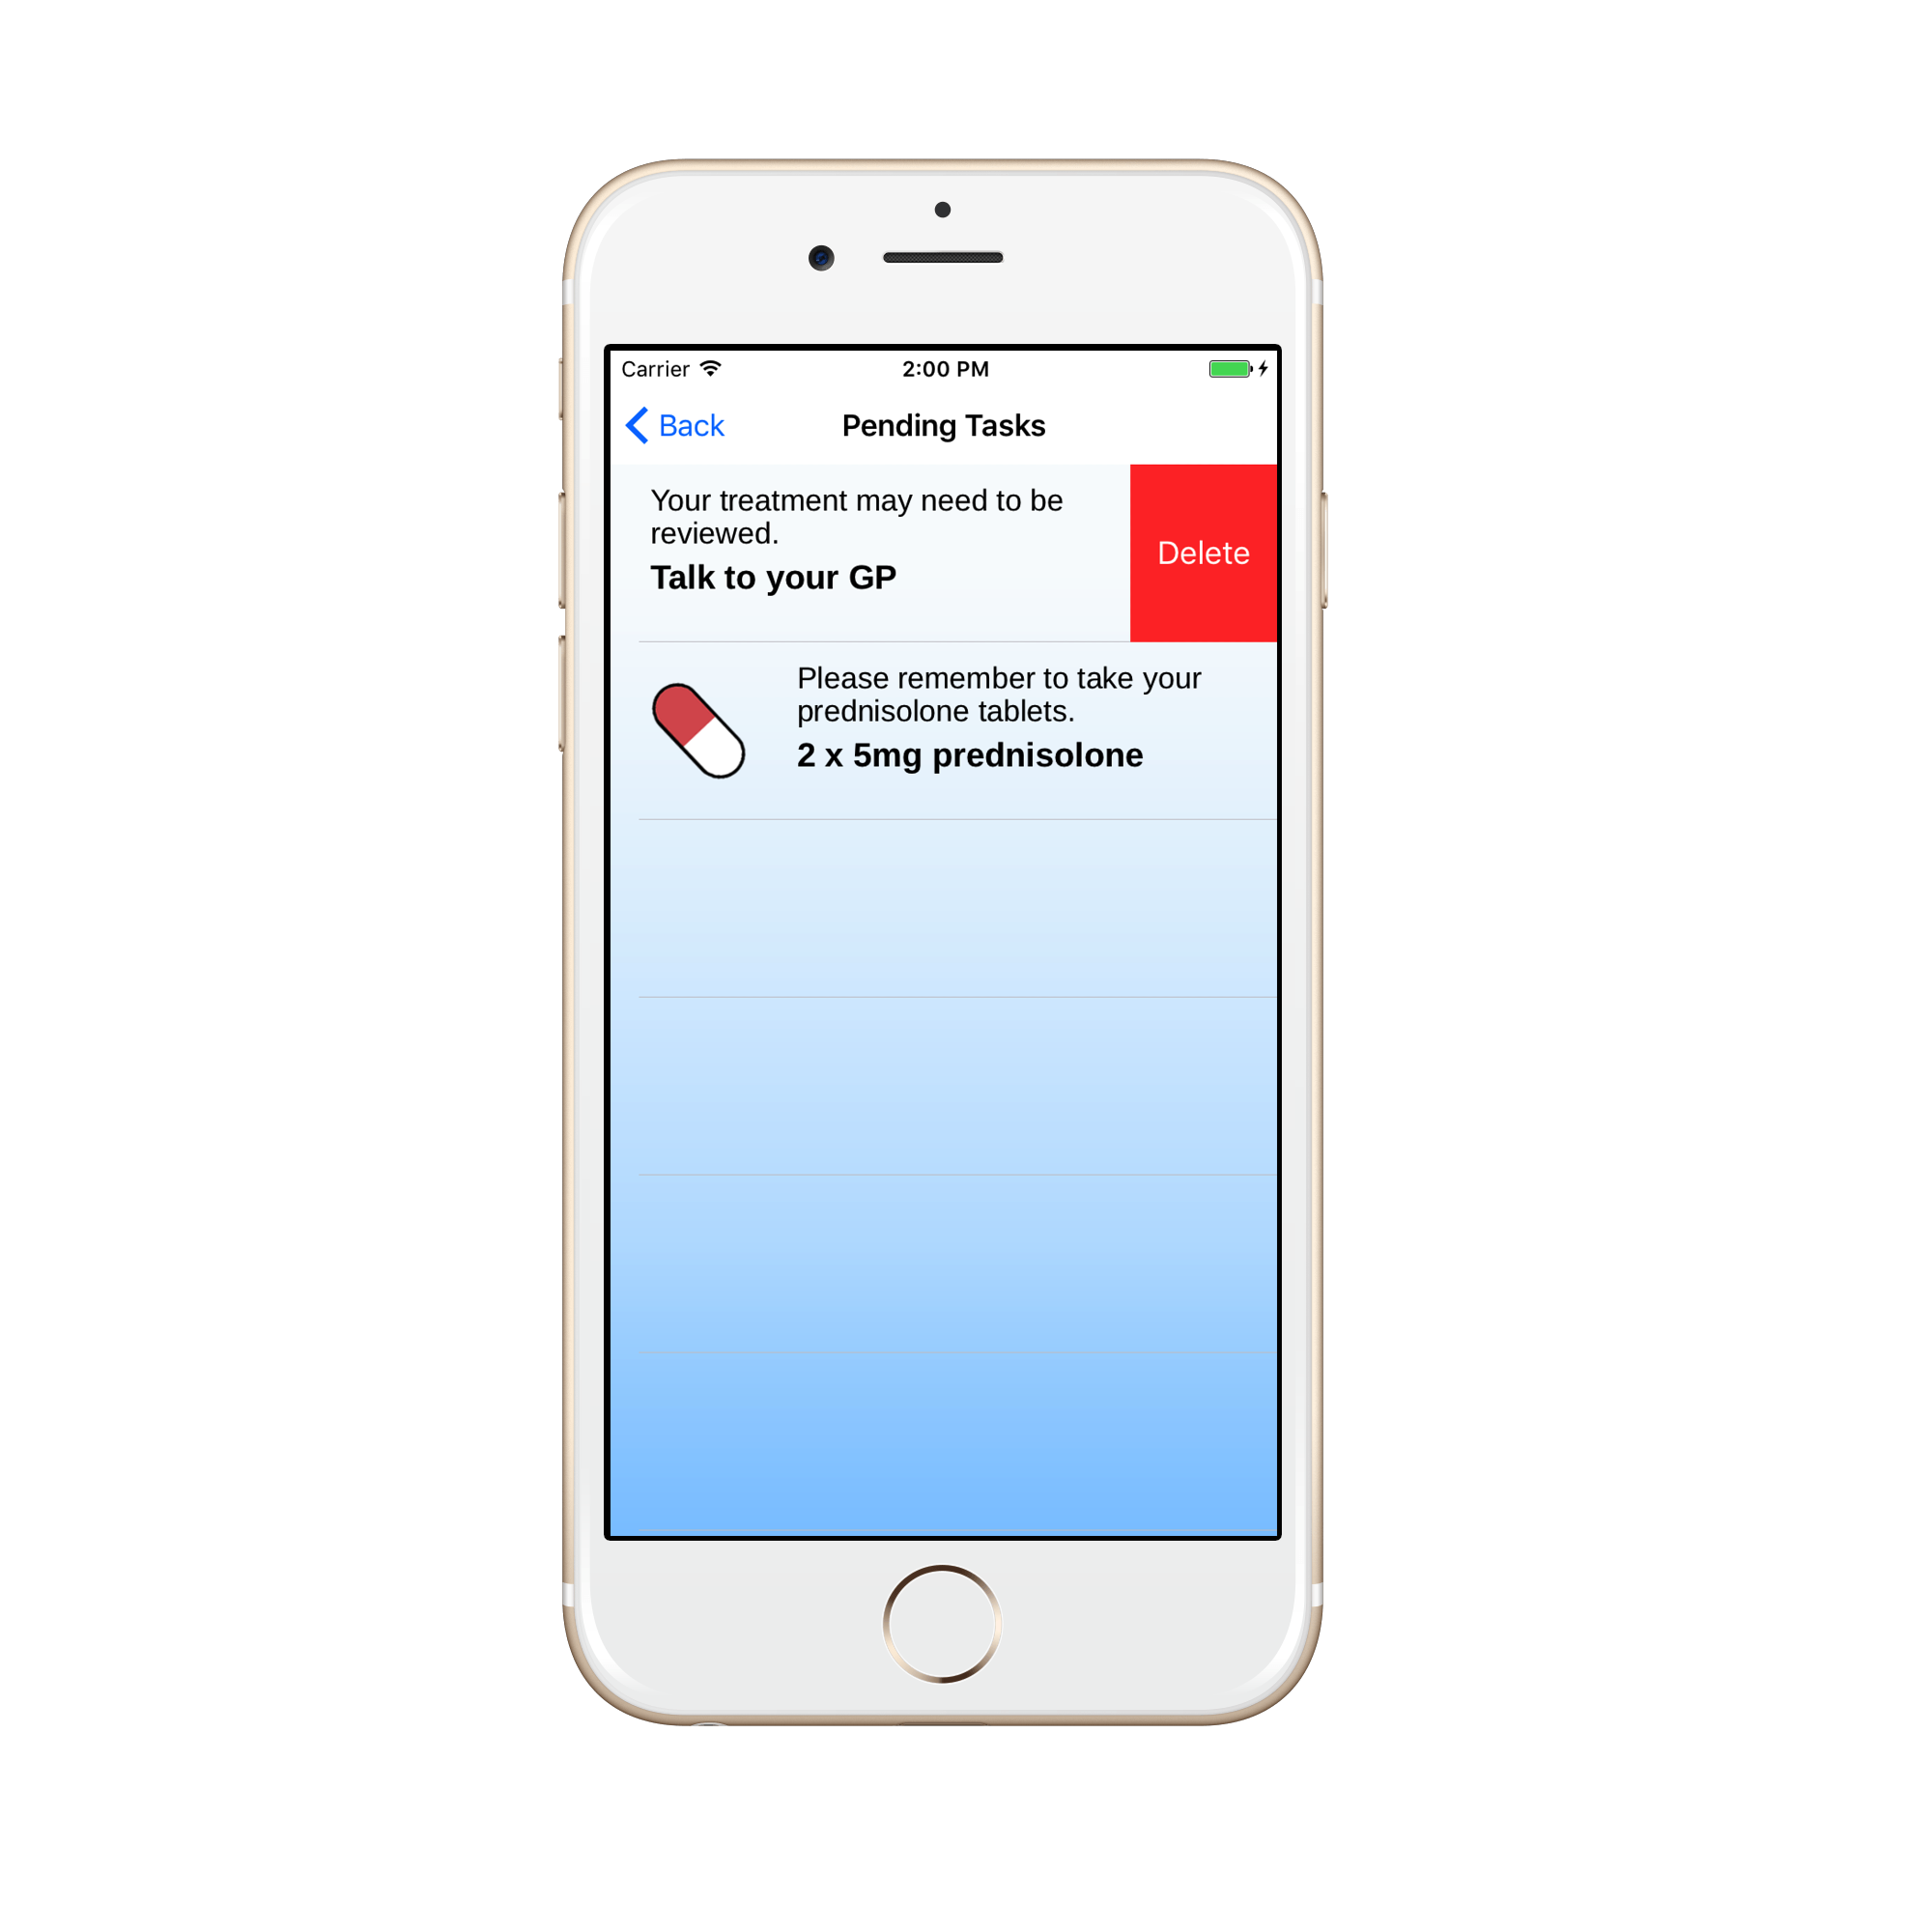 Carrier 2:00 PM
Back Pending Tasks
Your treatment may need to be
reviewed.
Talk to your GP
Delete
Please remember to take your
prednisolone tablets.
2 x 5mg prednisolone